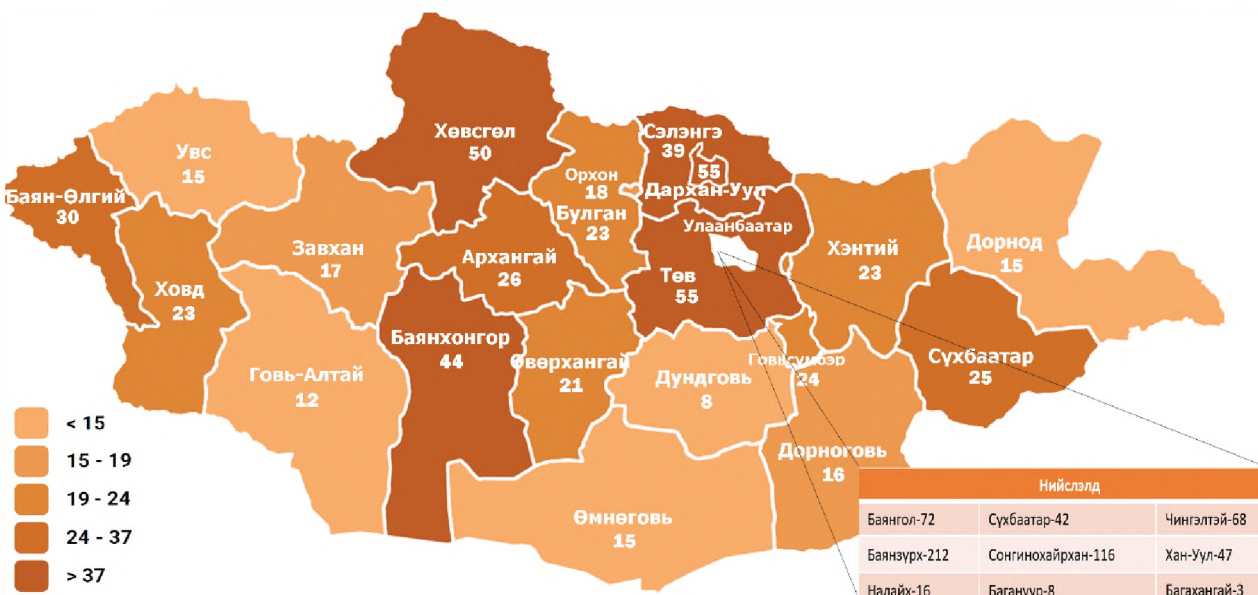 Увс
15
Баян-Өлгий
30
Ховд
23
Завхан
17
Говь-Алтай
12
Хөвсгөл
50
Архангай
26
Баянхонгор
44
Өвөрхангай
21
Орхон
18
Булган
23
Сэлэнгэ
39
55
Дархан-Уул
Улаанбаатар
Төв
55
Хэнтий
23
Дорнод
15
Сүхбаатар
25
Говьсүмбэр
24
Дундговь
8
Дорноговь
16
Өмнөговь
15
< 15
15 - 19
19 - 24
24 - 37
> 37
Нийслэлд
Баянгол-72 Сүхбаатар-42 Чингэлтэй-68
Баянзүрх-212 Сонгинохайрхан-116 Хан-Уул-47
Налайх-16 Багануур-8 Багахангай-3